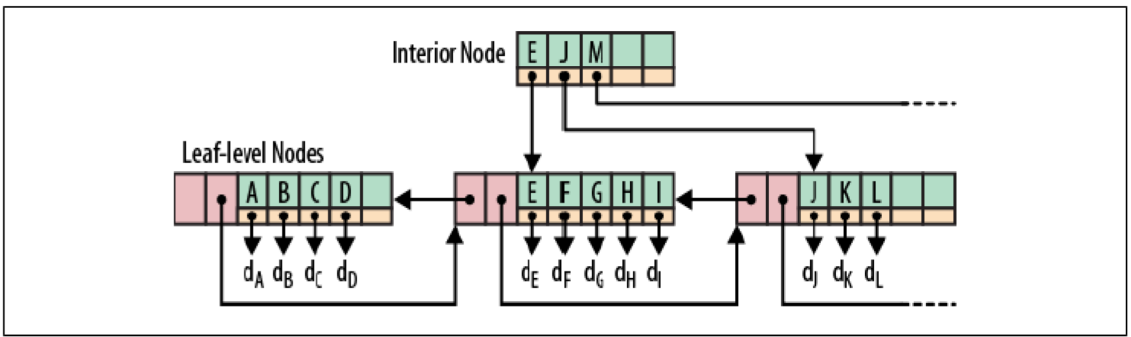 Interior Node E J M
Leaf-level Nodes
A B C D E F G H I J K L
dA dB dC dD dE dF dG dH dI dJ dK dL